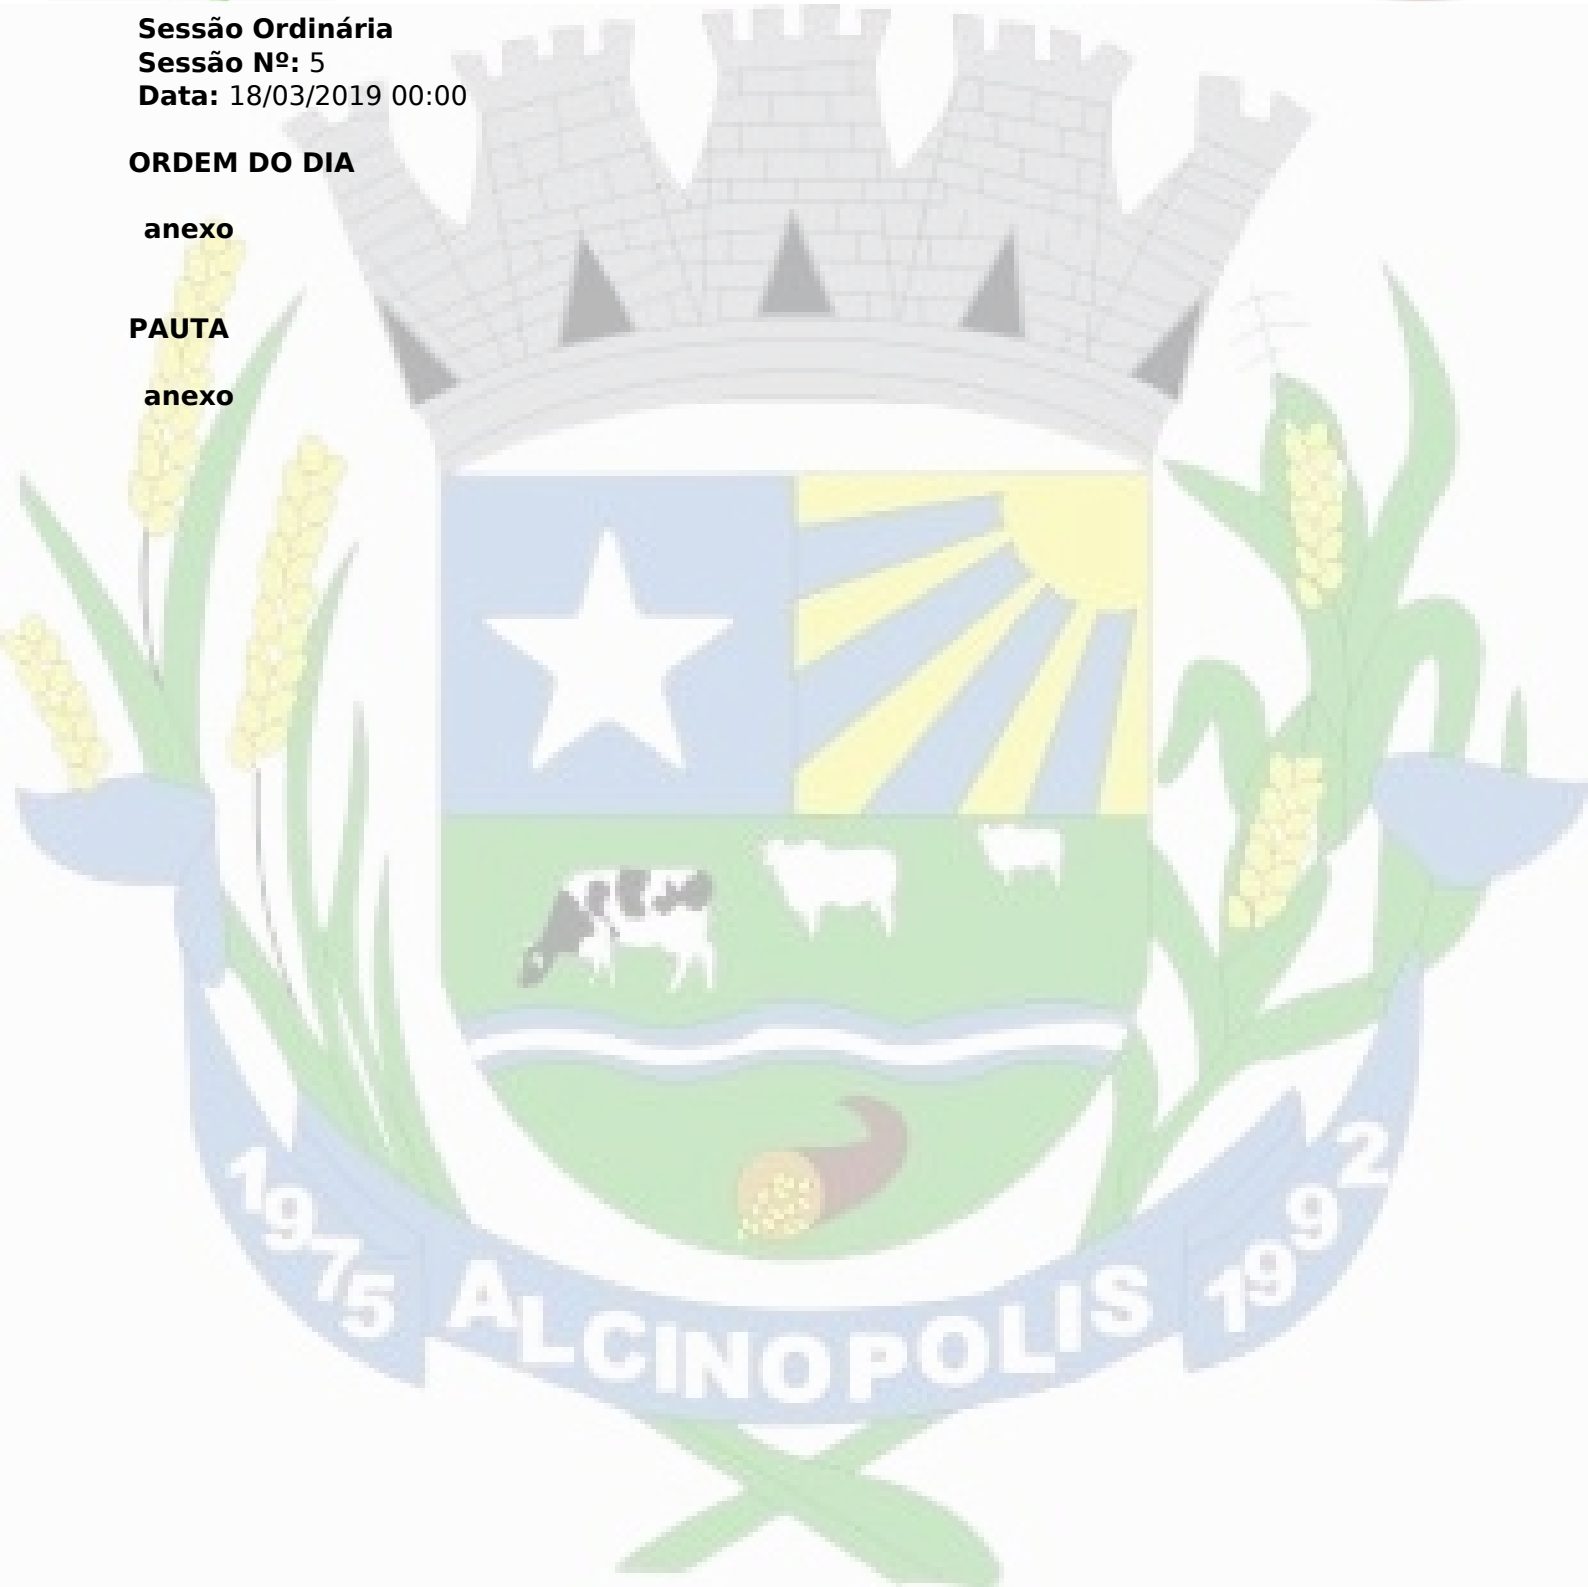 Sessão Ordinária
Sessão Nº: 5
Data: 18/03/2019 00:00
ORDEM DO DIA
anexo
PAUTA
anexo
1975 ALCINOPOLIS 1992